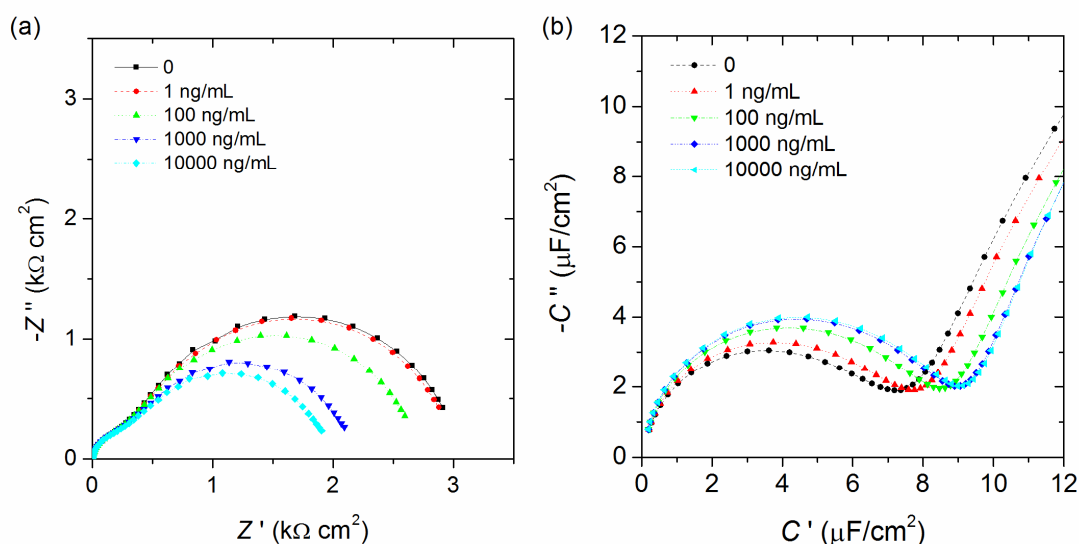 (a)
0
1 ng/mL
100 ng/mL
1000 ng/mL
10000 ng/mL
3
2
1
0
-Z'' (kΩ cm²)
0
1
2
3
Z ' (kΩ cm²)
(b)
0
1 ng/mL
100 ng/mL
1000 ng/mL
10000 ng/mL
12
10
8
6
4
2
0
-C'' (μF/cm²)
0
2
4
6
8
10
12
C ' (μF/cm²)